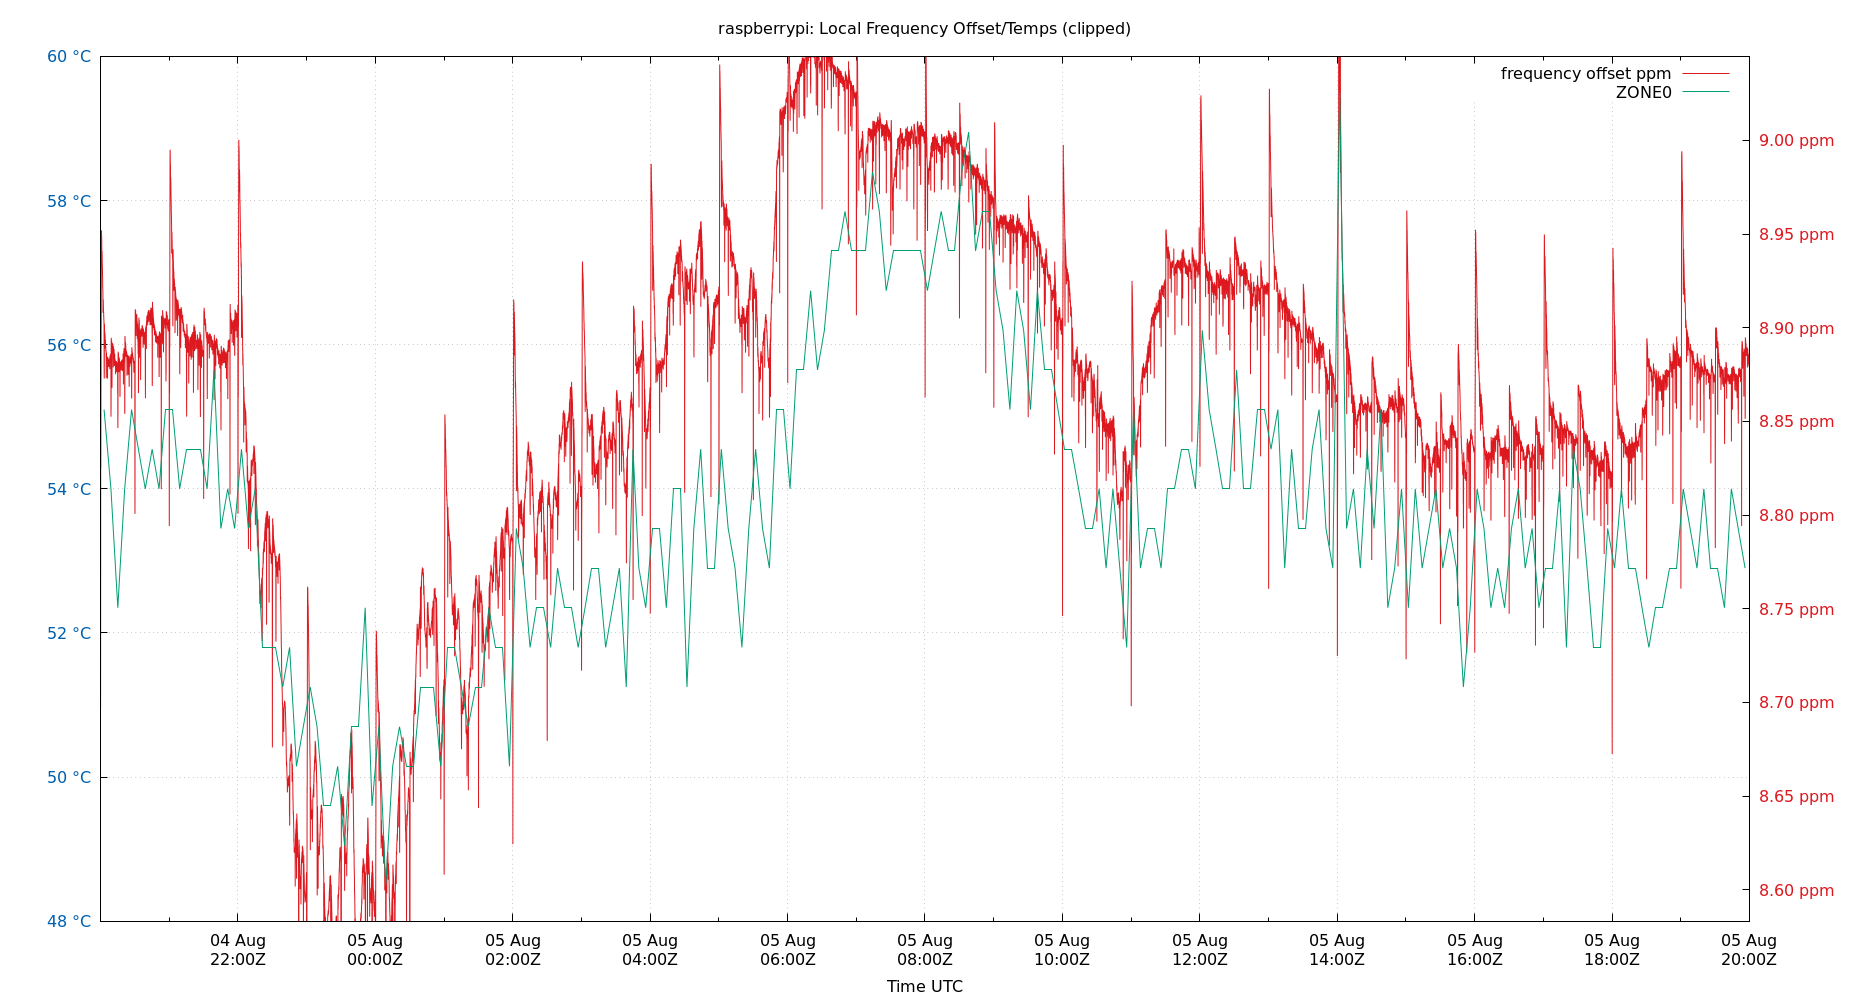 raspberrypi: Local Frequency Offset/Temps (clipped)
60 °C
58 °C
56 °C
54 °C
52 °C
50 °C
48 °C
frequency offset ppm
ZONE0
9.00 ppm
8.95 ppm
8.90 ppm
8.85 ppm
8.80 ppm
8.75 ppm
8.70 ppm
8.65 ppm
8.60 ppm
04 Aug
22:00Z
05 Aug
00:00Z
05 Aug
02:00Z
05 Aug
04:00Z
05 Aug
06:00Z
05 Aug
08:00Z
05 Aug
10:00Z
05 Aug
12:00Z
05 Aug
14:00Z
05 Aug
16:00Z
05 Aug
18:00Z
05 Aug
20:00Z
Time UTC